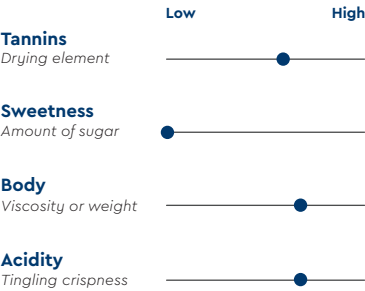 Low High
Tannins
Drying element
Sweetness
Amount of sugar
Body
Viscosity or weight
Acidity
Tingling crispness